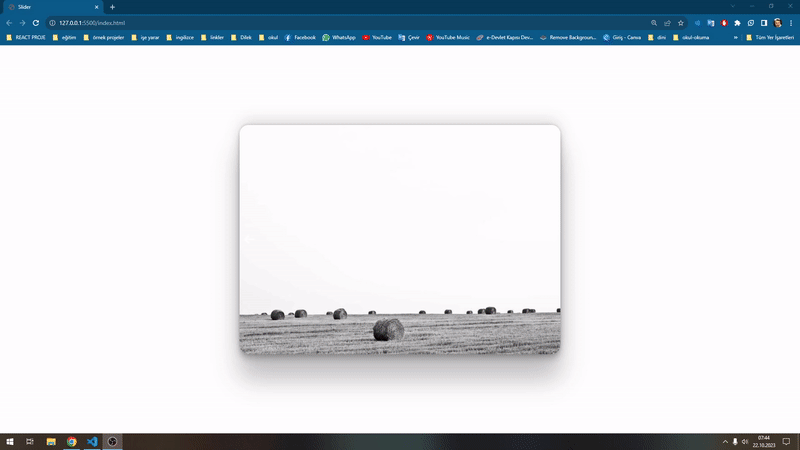 Slider
127.0.0.1:5500/index.html
REACT PROJE eğitim örnek projeler işe yarar ingilizce linkler Dilek okul Facebook WhatsApp YouTube Çevir YouTube Music e-Devlet Kapısı Dev... Remove Backgroun... Giriş - Canva dini okul-okuma » Tüm Yer İşaretleri
07:44
22.10.2023